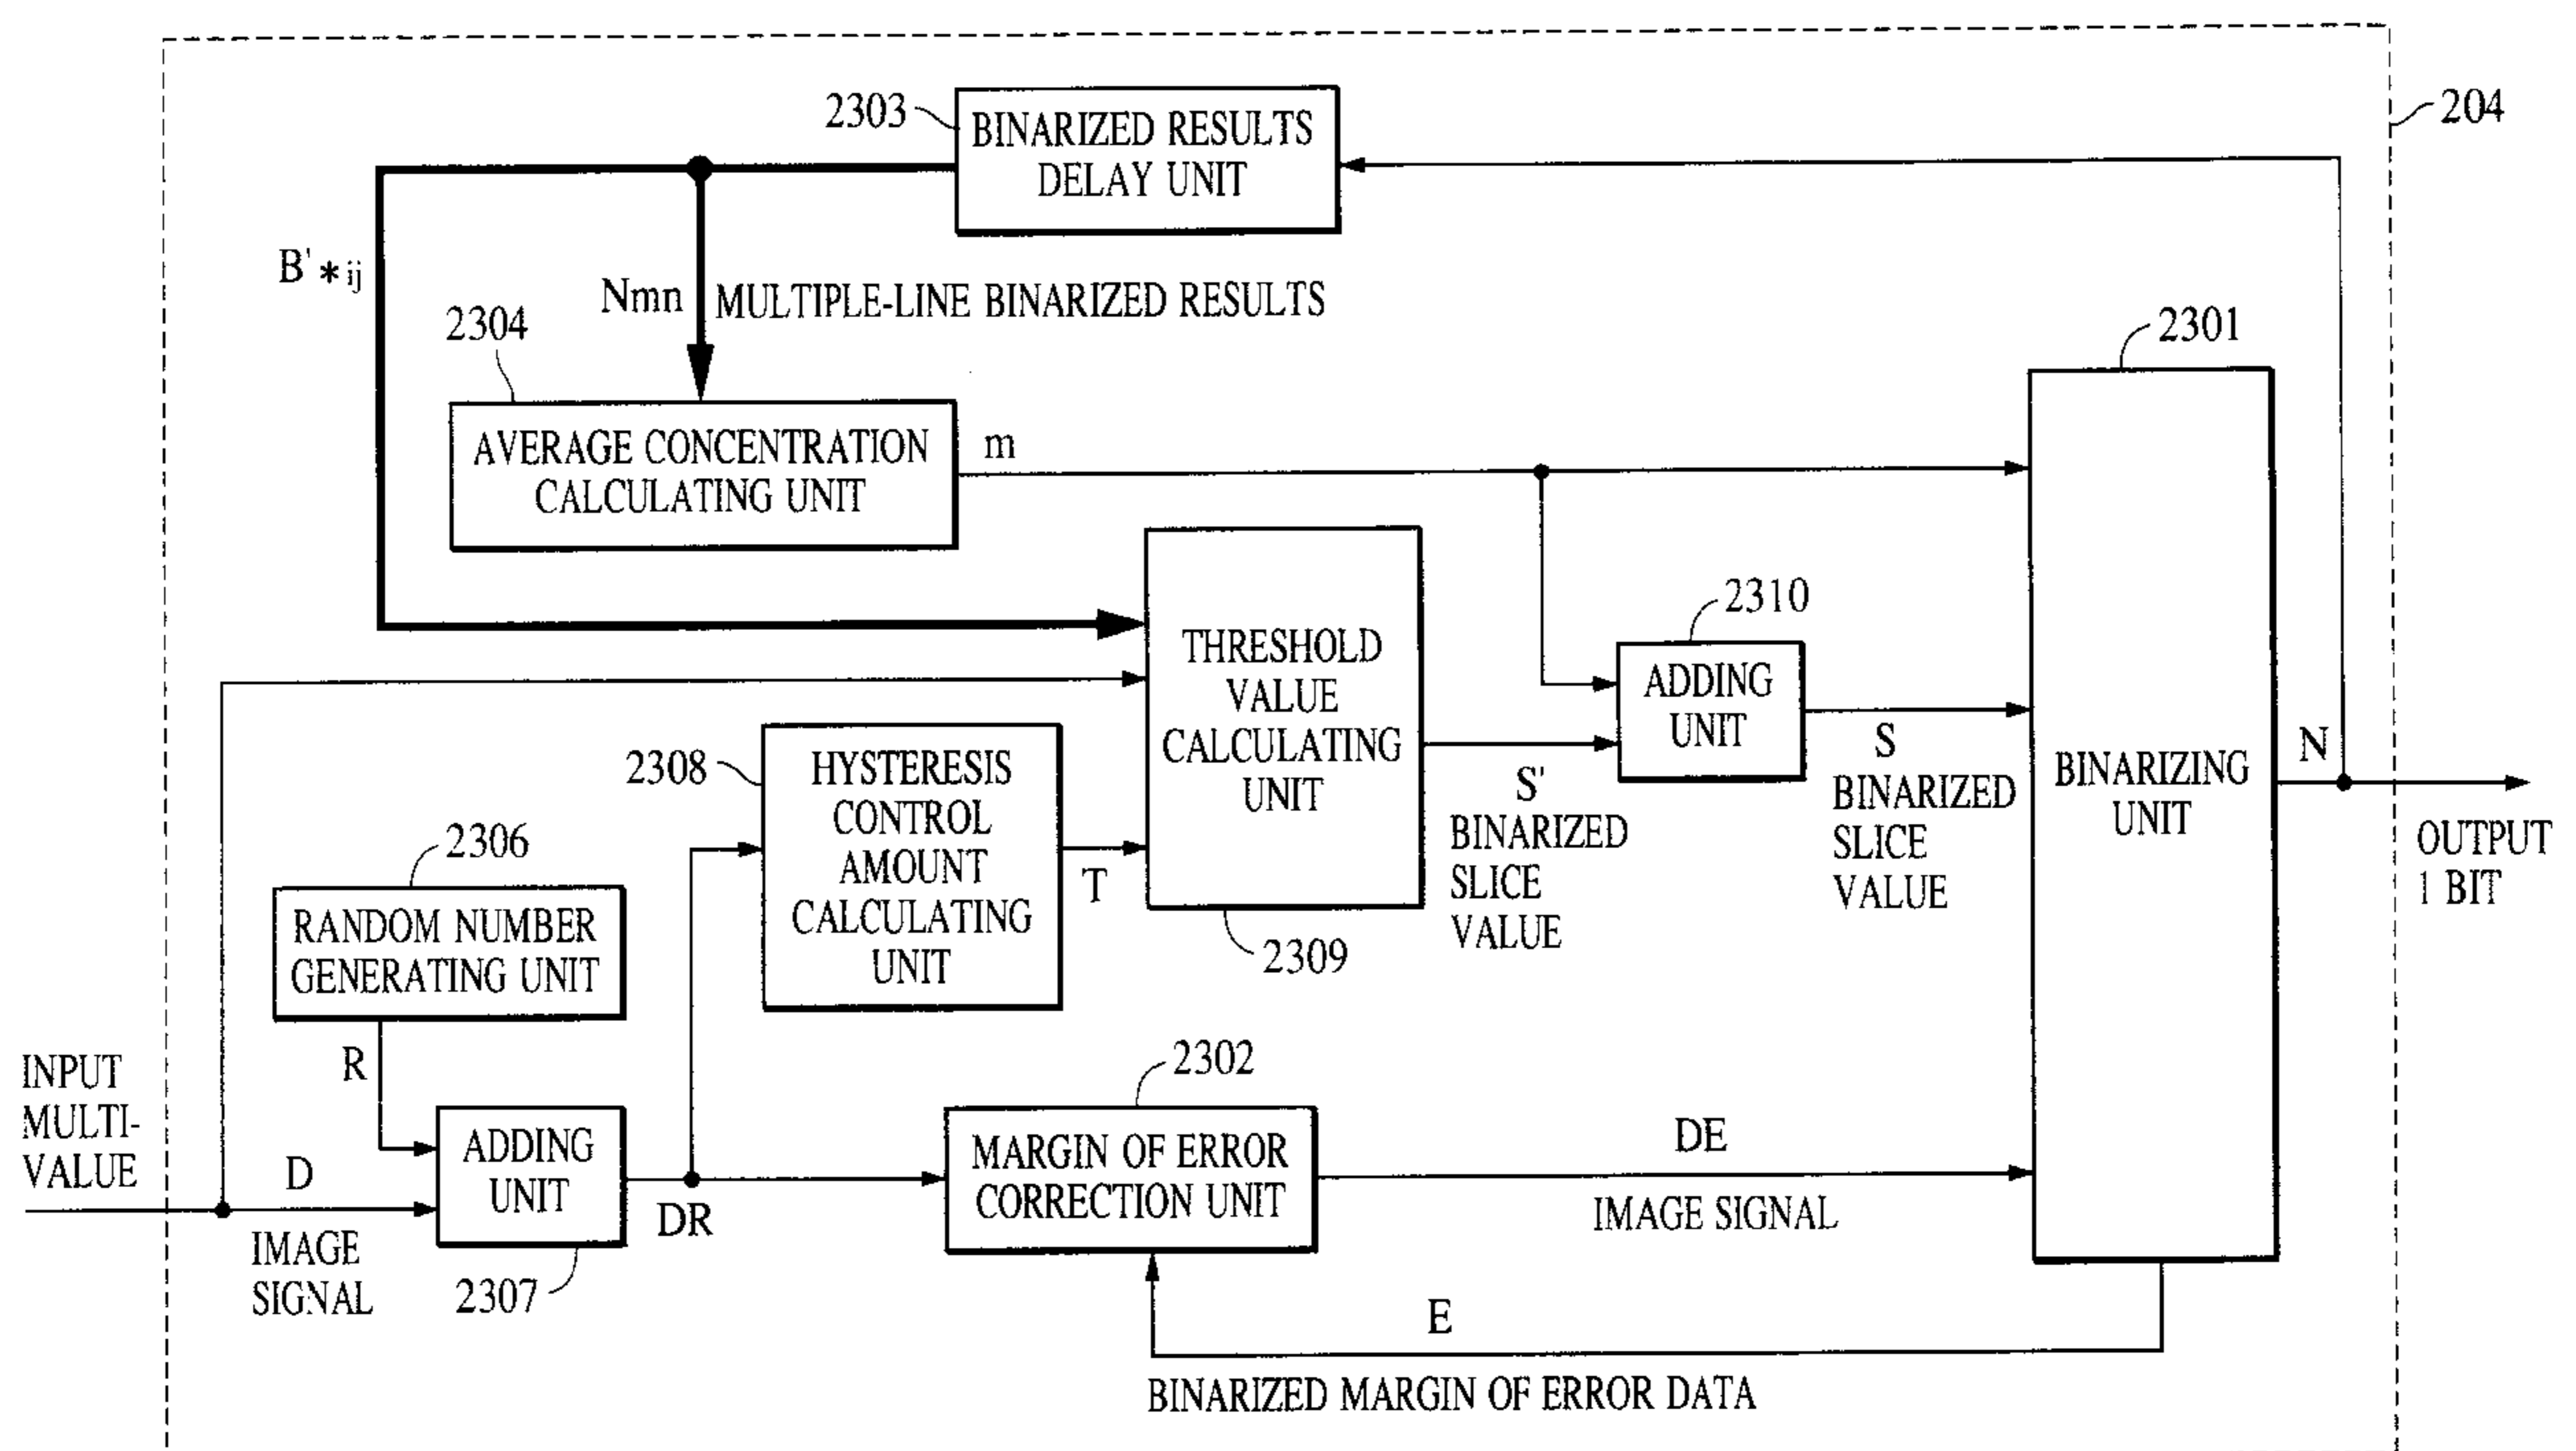 204
2303
BINARIZED RESULTS
DELAY UNIT
B'*ij
Nmn
MULTIPLE-LINE BINARIZED RESULTS
2304
AVERAGE CONCENTRATION
CALCULATING UNIT
m
2301
BINARIZING
UNIT
THRESHOLD
VALUE
CALCULATING
UNIT
2309
2310
ADDING
UNIT
S'
BINARIZED
SLICE
VALUE
S
BINARIZED
SLICE
VALUE
N
OUTPUT
1 BIT
2308
HYSTERESIS
CONTROL
AMOUNT
CALCULATING
UNIT
T
2306
RANDOM NUMBER
GENERATING UNIT
R
INPUT
MULTI-
VALUE
D
IMAGE
SIGNAL
ADDING
UNIT
2307
DR
2302
MARGIN OF ERROR
CORRECTION UNIT
DE
IMAGE SIGNAL
E
BINARIZED MARGIN OF ERROR DATA